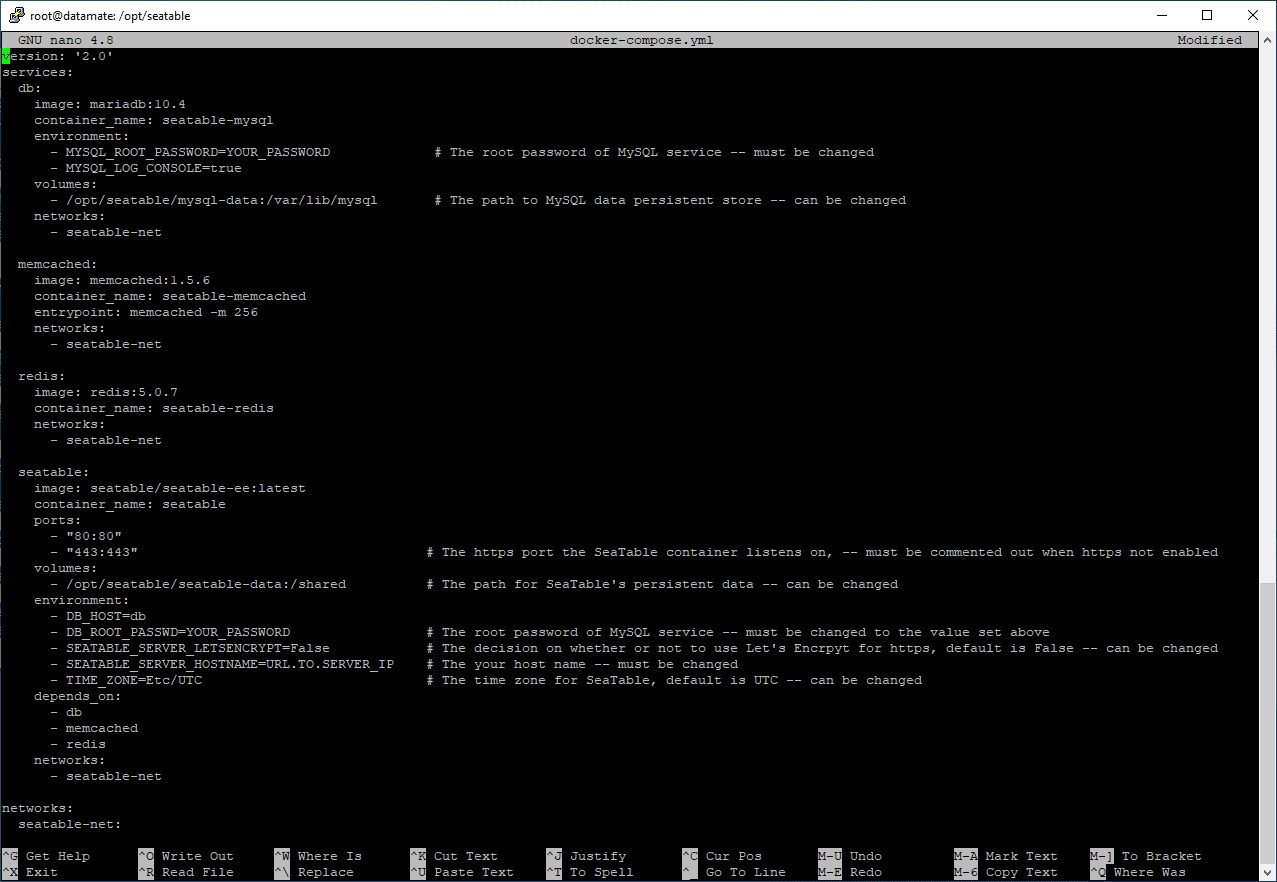 root@datamate: /opt/seatable
GNU nano 4.8 docker-compose.yml Modified
version: '2.0'
services:
  db:
    image: mariadb:10.4
    container_name: seatable-mysql
    environment:
      - MYSQL_ROOT_PASSWORD=YOUR_PASSWORD             # The root password of MySQL service -- must be changed
      - MYSQL_LOG_CONSOLE=true
    volumes:
      - /opt/seatable/mysql-data:/var/lib/mysql       # The path to MySQL data persistent store -- can be changed
    networks:
      - seatable-net

  memcached:
    image: memcached:1.5.6
    container_name: seatable-memcached
    entrypoint: memcached -m 256
    networks:
      - seatable-net

  redis:
    image: redis:5.0.7
    container_name: seatable-redis
    networks:
      - seatable-net

  seatable:
    image: seatable/seatable-ee:latest
    container_name: seatable
    ports:
      - "80:80"
      - "443:443"                                    # The https port the SeaTable container listens on, -- must be commented out when https not enabled
    volumes:
      - /opt/seatable/seatable-data:/shared          # The path for SeaTable's persistent data -- can be changed
    environment:
      - DB_HOST=db
      - DB_ROOT_PASSWD=YOUR_PASSWORD                 # The root password of MySQL service -- must be changed to the value set above
      - SEATABLE_SERVER_LETSENCRYPT=False            # The decision on whether or not to use Let's Encrpyt for https, default is False -- can be changed
      - SEATABLE_SERVER_HOSTNAME=URL.TO.SERVER_IP    # The your host name -- must be changed
      - TIME_ZONE=Etc/UTC                            # The time zone for SeaTable, default is UTC -- can be changed
    depends_on:
      - db
      - memcached
      - redis
    networks:
      - seatable-net

networks:
  seatable-net:
^G Get Help ^O Write Out ^W Where Is ^K Cut Text ^J Justify ^C Cur Pos M-U Undo M-A Mark Text M-] To Bracket
^X Exit ^R Read File ^\ Replace ^U Paste Text ^T To Spell ^_ Go To Line M-E Redo M-6 Copy Text ^Q Where Was